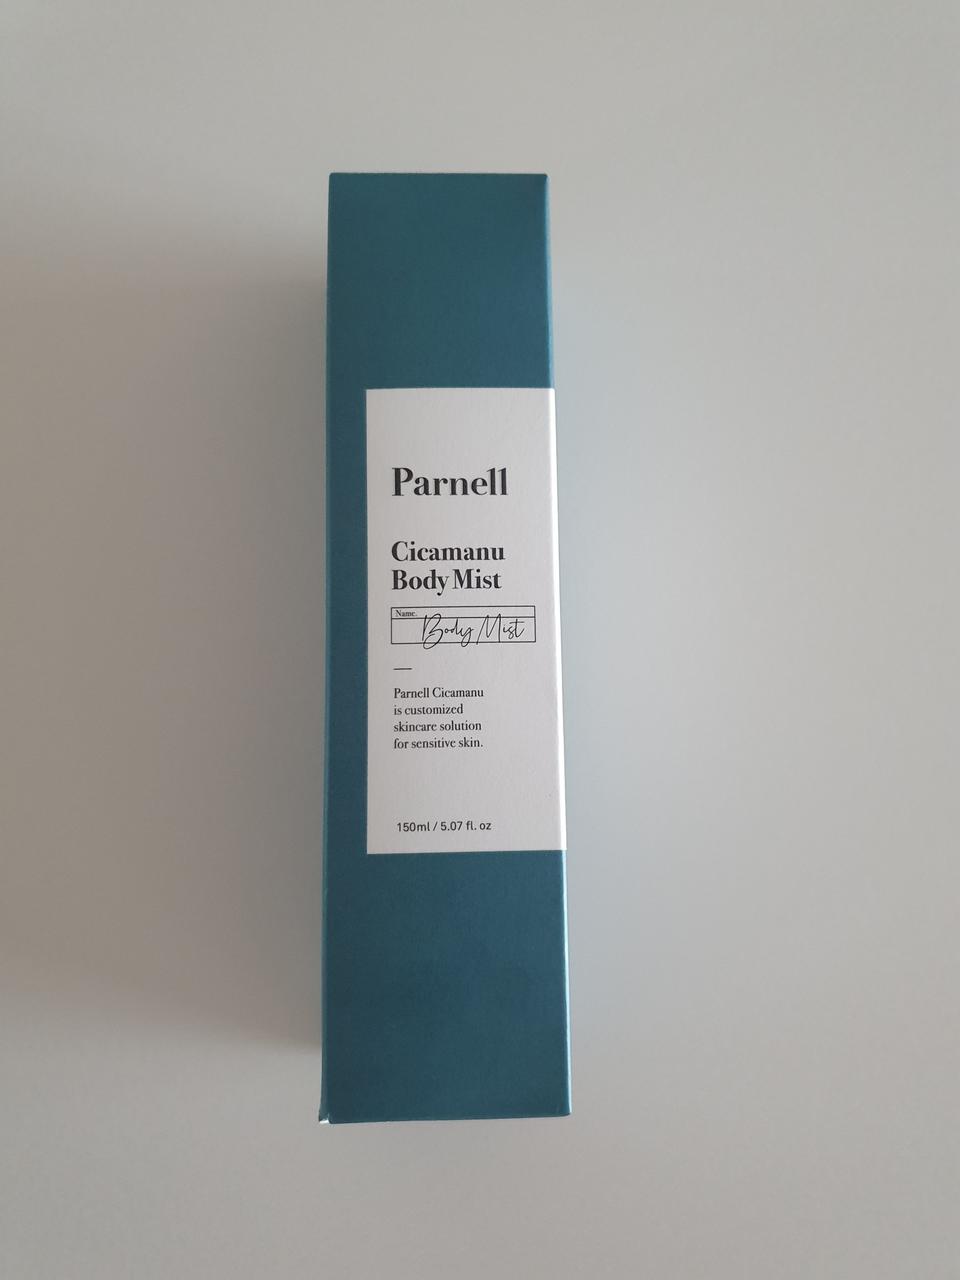 Parnell
Cicamanu
Body Mist
Name.
Body Mist
Parnell Cicamanu
is customized
skincare solution
for sensitive skin.
150ml / 5.07 fl. oz